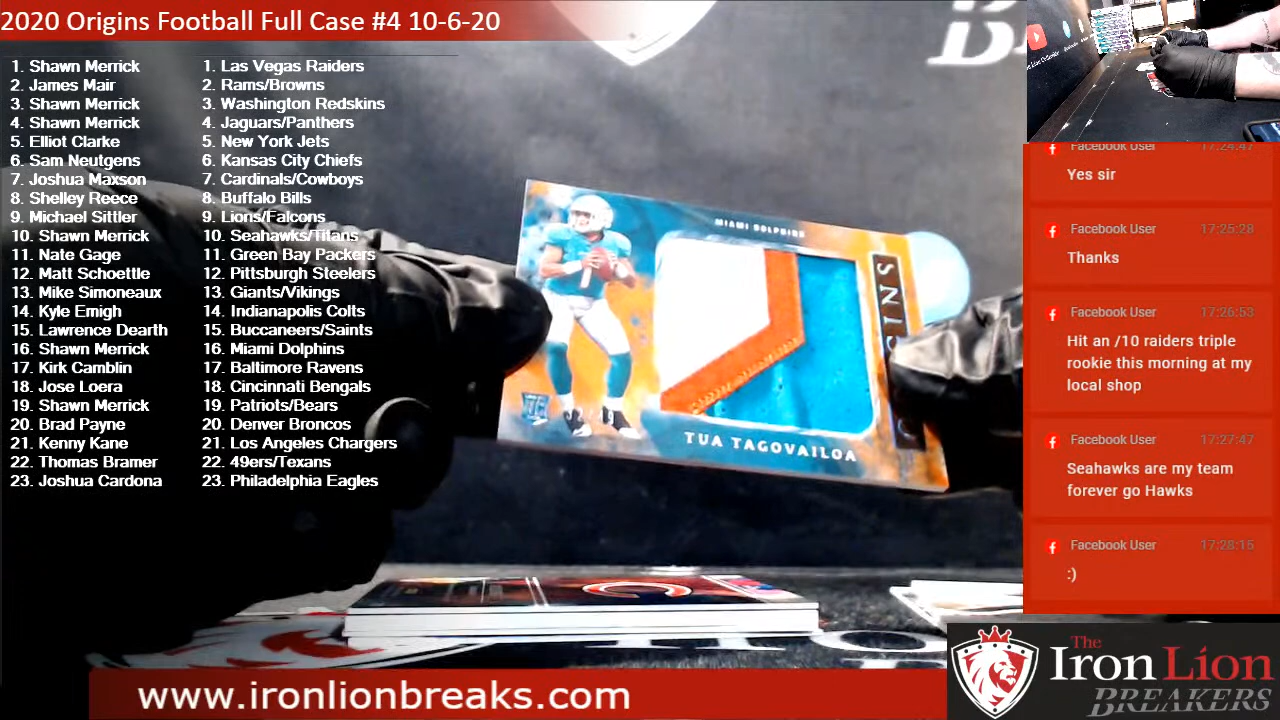 2020 Origins Football Full Case #4 10-6-20
1. Shawn Merrick
2. James Mair
3. Shawn Merrick
4. Shawn Merrick
5. Elliot Clarke
6. Sam Neutgens
7. Joshua Maxson
8. Shelley Reece
9. Michael Sittler
10. Shawn Merrick
11. Nate Gage
12. Matt Schoettle
13. Mike Simoneaux
14. Kyle Emigh
15. Lawrence Dearth
16. Shawn Merrick
17. Kirk Camblin
18. Jose Loera
19. Shawn Merrick
20. Brad Payne
21. Kenny Kane
22. Thomas Bramer
23. Joshua Cardona
1. Las Vegas Raiders
2. Rams/Browns
3. Washington Redskins
4. Jaguars/Panthers
5. New York Jets
6. Kansas City Chiefs
7. Cardinals/Cowboys
8. Buffalo Bills
9. Lions/Falcons
10. Seahawks/Titans
11. Green Bay Packers
12. Pittsburgh Steelers
13. Giants/Vikings
14. Indianapolis Colts
15. Buccaneers/Saints
16. Miami Dolphins
17. Baltimore Ravens
18. Cincinnati Bengals
19. Patriots/Bears
20. Denver Broncos
21. Los Angeles Chargers
22. 49ers/Texans
23. Philadelphia Eagles
MIAMI DOLPHINS
TUA TAGOVAILOA
Facebook User 17:24:47
Yes sir
Facebook User 17:25:28
Thanks
Facebook User 17:26:53
Hit an /10 raiders triple
rookie this morning at my
local shop
Facebook User 17:27:47
Seahawks are my team
forever go Hawks
Facebook User 17:28:15
:)
www.ironlionbreaks.com
The
Iron Lion
BREAKERS